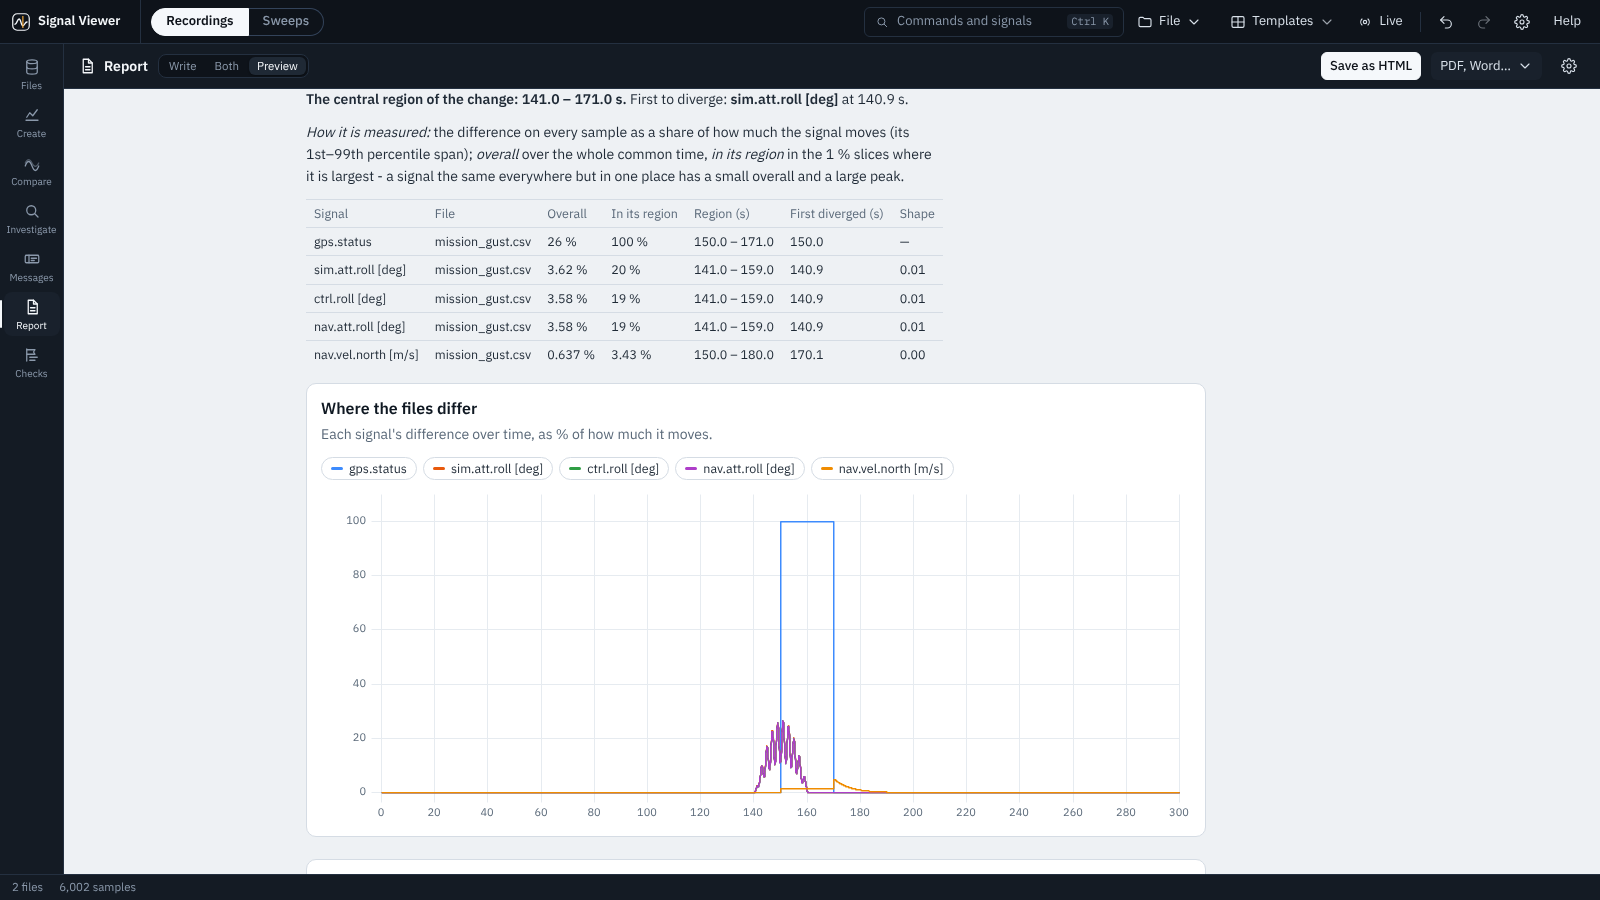 Signal Viewer
Recordings
Sweeps
Commands and signals
Ctrl K
File
Templates
Live
Help
Files
Create
Compare
Investigate
Messages
Report
Checks
Report
Write
Both
Preview
Save as HTML
PDF, Word...
The central region of the change: 141.0 – 171.0 s. First to diverge: sim.att.roll [deg] at 140.9 s.
How it is measured: the difference on every sample as a share of how much the signal moves (its
1st–99th percentile span); overall over the whole common time, in its region in the 1 % slices where
it is largest - a signal the same everywhere but in one place has a small overall and a large peak.
Signal File Overall In its region Region (s) First diverged (s) Shape
gps.status mission_gust.csv 26 % 100 % 150.0 – 171.0 150.0 —
sim.att.roll [deg] mission_gust.csv 3.62 % 20 % 141.0 – 159.0 140.9 0.01
ctrl.roll [deg] mission_gust.csv 3.58 % 19 % 141.0 – 159.0 140.9 0.01
nav.att.roll [deg] mission_gust.csv 3.58 % 19 % 141.0 – 159.0 140.9 0.01
nav.vel.north [m/s] mission_gust.csv 0.637 % 3.43 % 150.0 – 180.0 170.1 0.00
Where the files differ
Each signal's difference over time, as % of how much it moves.
gps.status sim.att.roll [deg] ctrl.roll [deg] nav.att.roll [deg] nav.vel.north [m/s]
100
80
60
40
20
0
0 20 40 60 80 100 120 140 160 180 200 220 240 260 280 300
2 files 6,002 samples